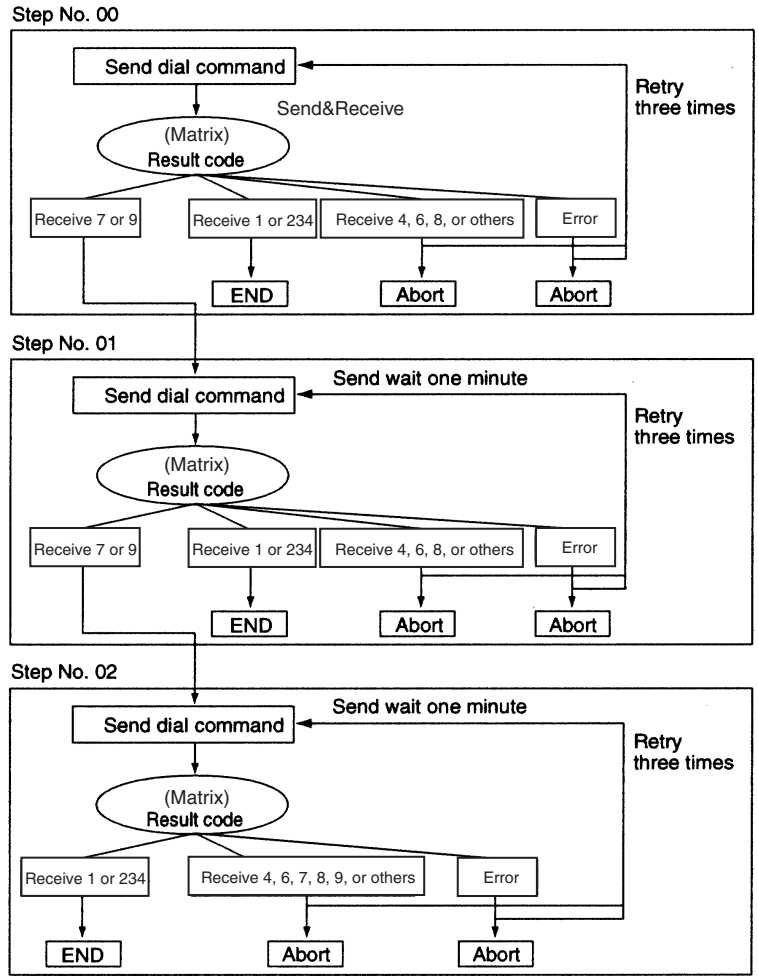 Step No. 00
Send dial command
Retry
three times
Send&Receive
(Matrix)
Result code
Receive 7 or 9
Receive 1 or 234
Receive 4, 6, 8, or others
Error
END
Abort
Abort
Step No. 01
Send wait one minute
Send dial command
Retry
three times
(Matrix)
Result code
Receive 7 or 9
Receive 1 or 234
Receive 4, 6, 8, or others
Error
END
Abort
Abort
Step No. 02
Send wait one minute
Send dial command
Retry
three times
(Matrix)
Result code
Receive 1 or 234
Receive 4, 6, 7, 8, 9, or others
Error
END
Abort
Abort